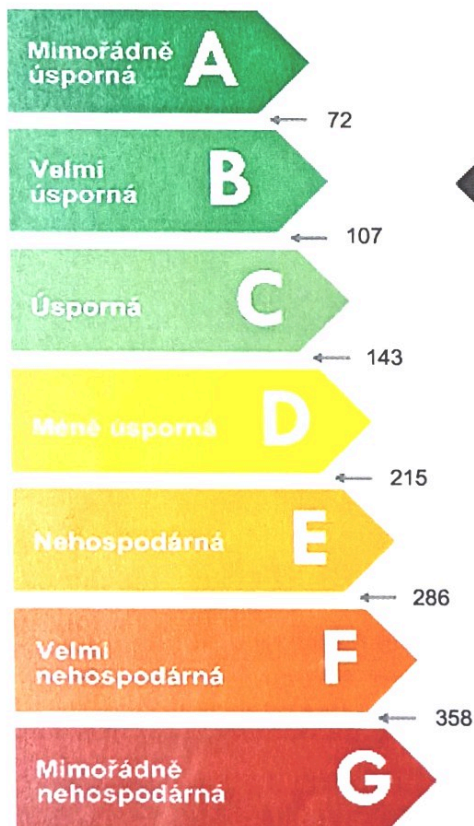 Mimořádně
úsporná
A
72
Velmi
úsporná
B
107
Úsporná
C
143
Méně úsporná
D
215
Nehospodárná
E
286
Velmi
nehospodárná
F
358
Mimořádně
nehospodárná
G